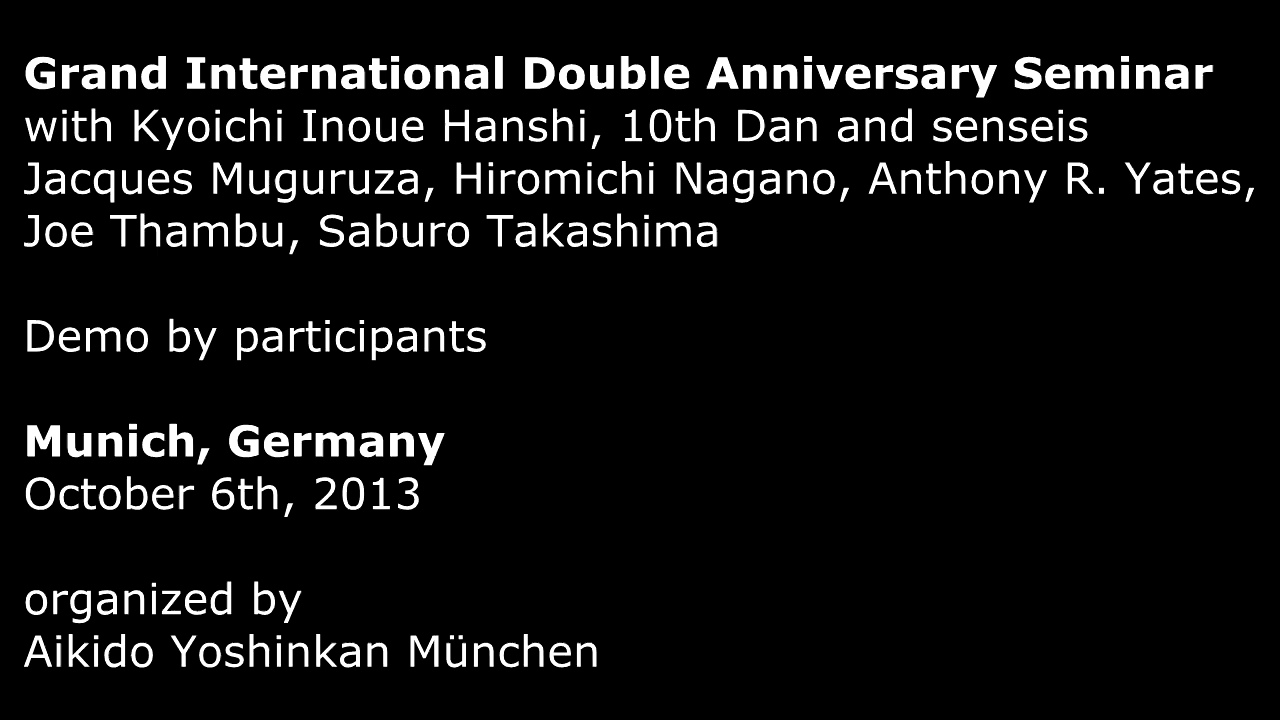 Grand International Double Anniversary Seminar
with Kyoichi Inoue Hanshi, 10th Dan and senseis
Jacques Muguruza, Hiromichi Nagano, Anthony R. Yates,
Joe Thambu, Saburo Takashima
Demo by participants
Munich, Germany
October 6th, 2013
organized by
Aikido Yoshinkan München